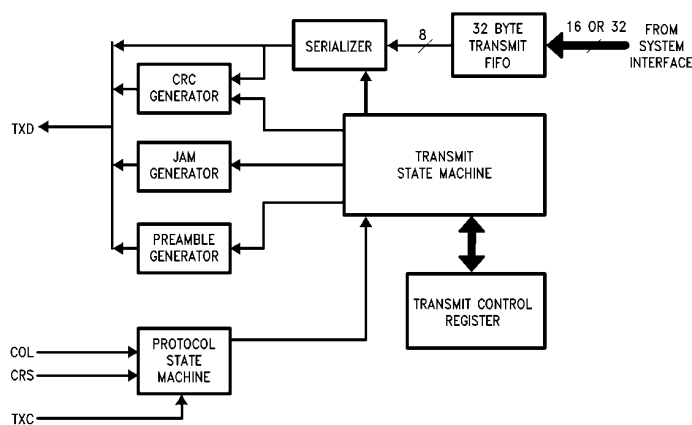 SERIALIZER
8
32 BYTE
TRANSMIT
FIFO
16 OR 32
FROM
SYSTEM
INTERFACE
CRC
GENERATOR
TXD
JAM
GENERATOR
TRANSMIT
STATE MACHINE
PREAMBLE
GENERATOR
TRANSMIT CONTROL
REGISTER
COL
CRS
TXC
PROTOCOL
STATE
MACHINE